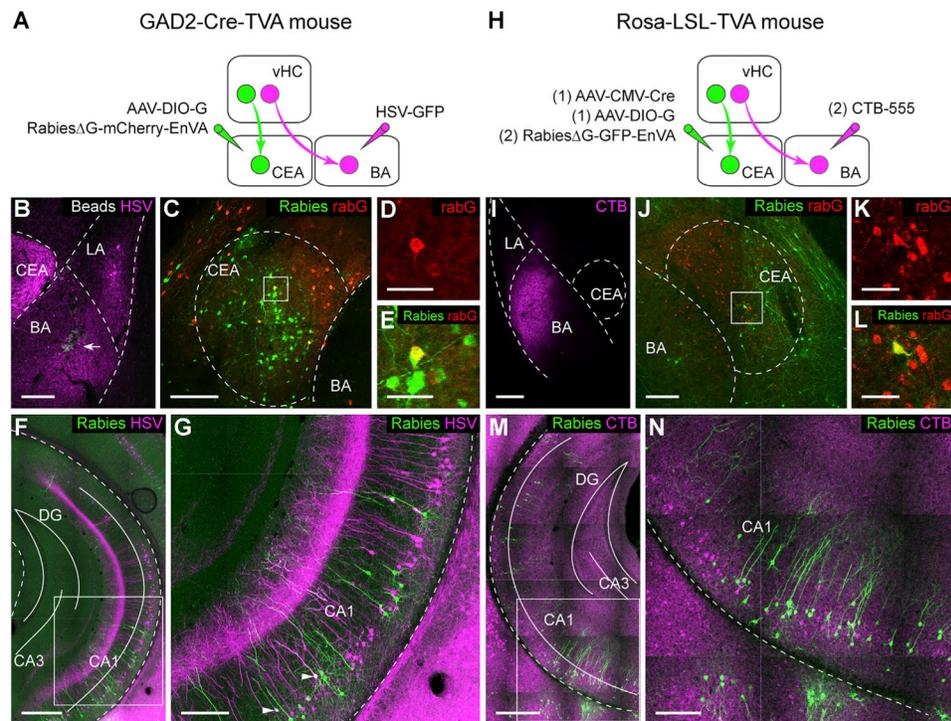 A GAD2-Cre-TVA mouse
H Rosa-LSL-TVA mouse
vHC
AAV-DIO-G
RabiesΔG-mCherry-EnVA
HSV-GFP
CEA
BA
vHC
(1) AAV-CMV-Cre
(1) AAV-DIO-G
(2) RabiesΔG-GFP-EnVA
(2) CTB-555
CEA
BA
B Beads HSV
CEA
LA
BA
C Rabies rabG
CEA
BA
D rabG
E Rabies rabG
I CTB
LA
CEA
BA
J Rabies rabG
CEA
BA
K rabG
L Rabies rabG
F Rabies HSV
DG
CA3
CA1
G Rabies HSV
CA1
M Rabies CTB
DG
CA3
CA1
N Rabies CTB
CA1